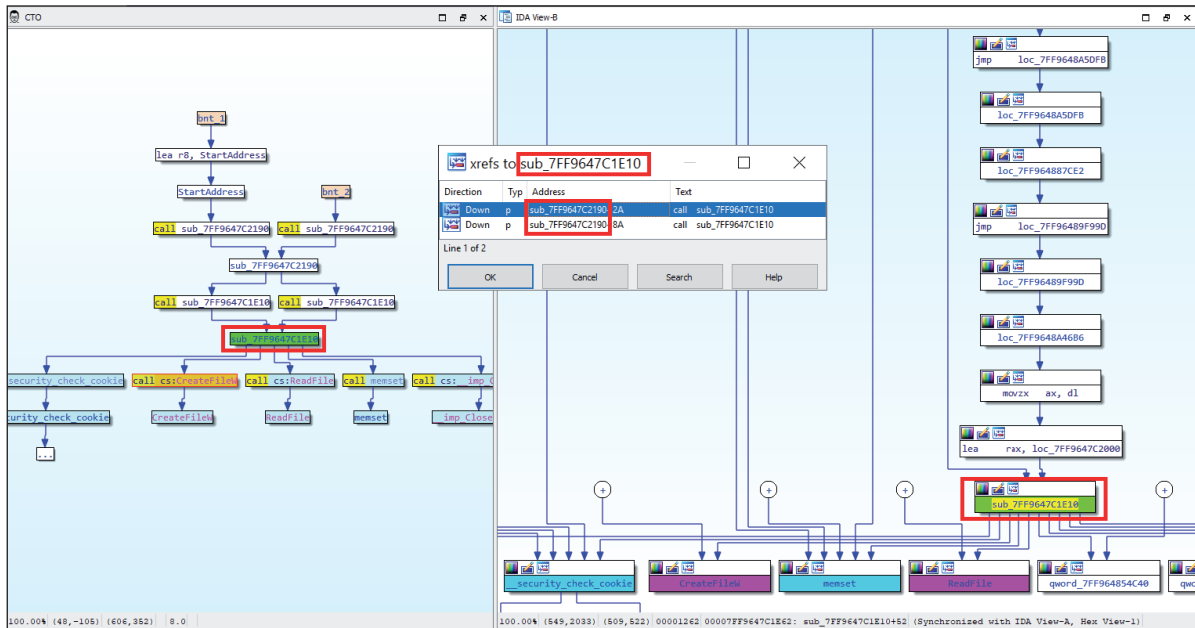 CTO
bnt_1
lea r8, StartAddress
StartAddress
bnt_2
call sub_7FF9647C2190
call sub_7FF9647C2190
sub_7FF9647C2190
call sub_7FF9647C1E10
call sub_7FF9647C1E10
sub_7FF9647C1E10
security_check_cookie
call cs:CreateFileW
call cs:ReadFile
call memset
call cs:__imp_C
curity_check_cookie
CreateFileW
ReadFile
memset
__imp_Close
...
100.00% (48,-105) (606,352) 8.0
IDA View-B
jmp loc_7FF9648A5DFB
loc_7FF9648A5DFB
loc_7FF964887CE2
jmp loc_7FF96489F99D
loc_7FF96489F99D
loc_7FF9648A46B6
movzx ax, dl
lea rax, loc_7FF9647C2000
sub_7FF9647C1E10
__security_check_cookie
CreateFileW
memset
ReadFile
qword_7FF964854C40
qwo
100.00% (549,2033) (509,522) 00001262 00007FF9647C1E62: sub_7FF9647C1E10+52 (Synchronized with IDA View-A, Hex View-1)
xrefs to sub_7FF9647C1E10
Direction Typ Address Text
Down p sub_7FF9647C2190 2A call sub_7FF9647C1E10
Down p sub_7FF9647C2190 8A call sub_7FF9647C1E10
Line 1 of 2
OK Cancel Search Help